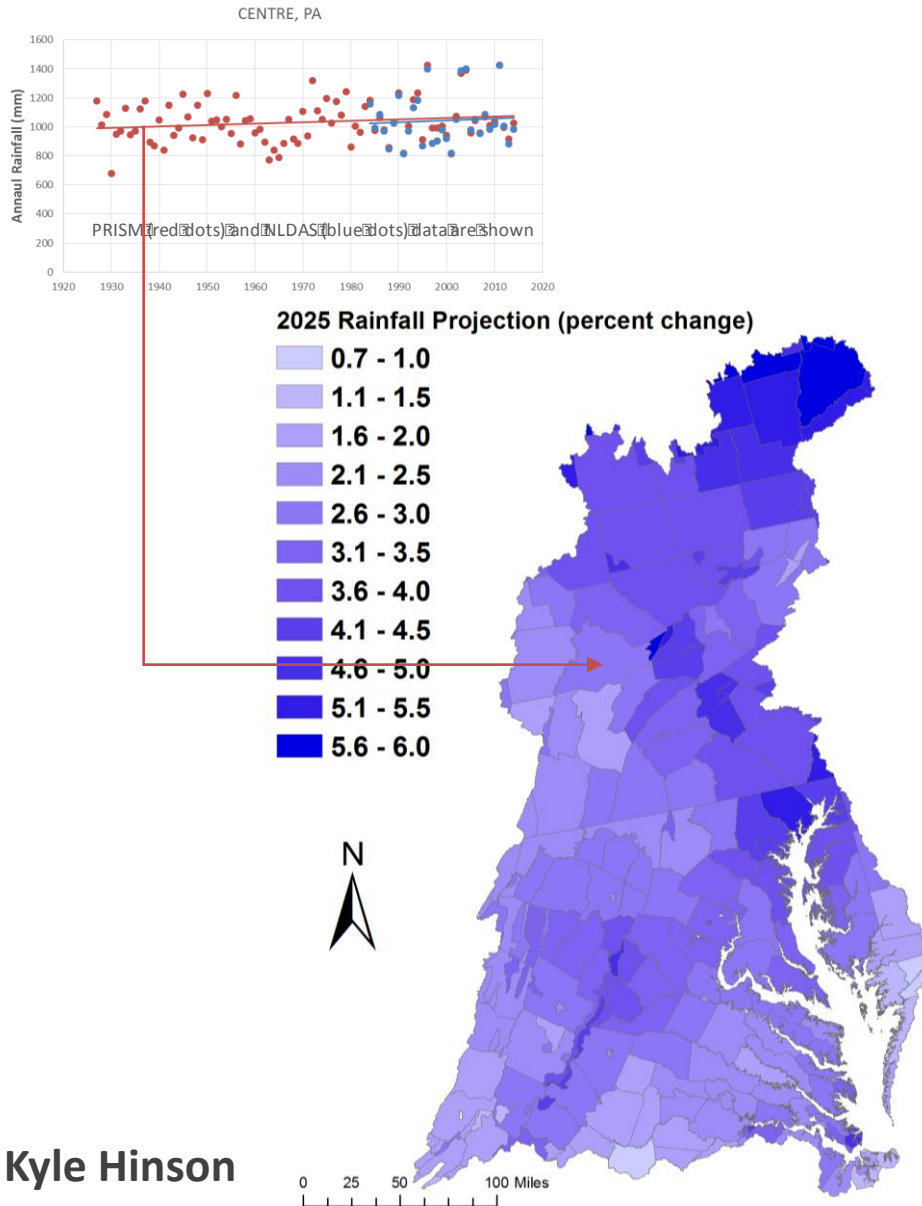 CENTRE, PA
Annaul Rainfall (mm)
1600
1400
1200
1000
800
600
400
200
0
PRISM (red dots) and NLDAS (blue dots) data are shown
1920 1930 1940 1950 1960 1970 1980 1990 2000 2010 2020
2025 Rainfall Projection (percent change)
0.7 - 1.0
1.1 - 1.5
1.6 - 2.0
2.1 - 2.5
2.6 - 3.0
3.1 - 3.5
3.6 - 4.0
4.1 - 4.5
4.6 - 5.0
5.1 - 5.5
5.6 - 6.0
N
Kyle Hinson
0 25 50 100 Miles